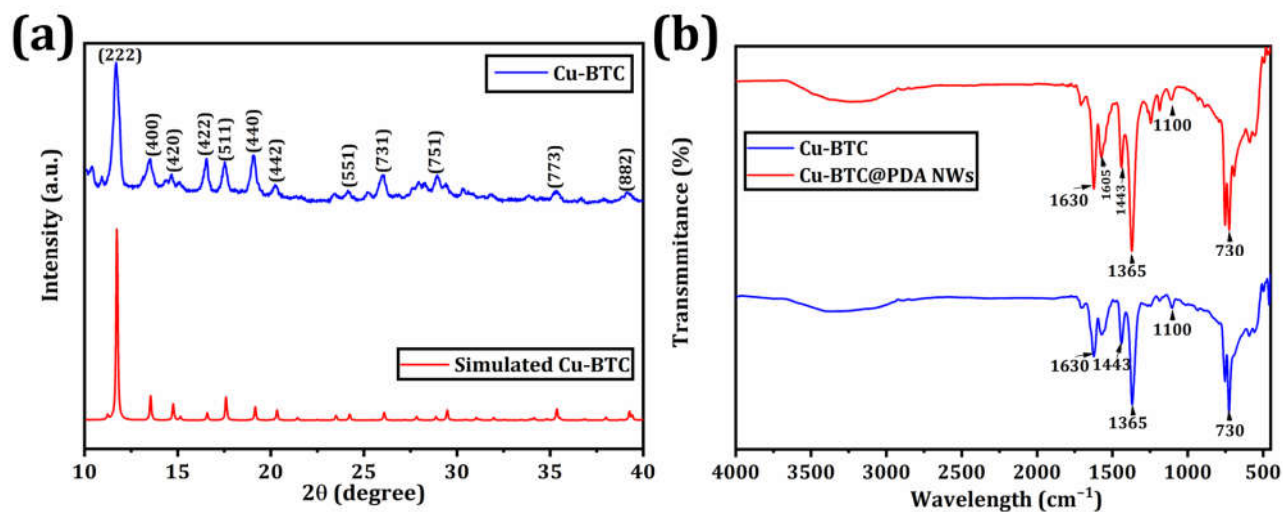 (a)
(222)
(400)
(420)
(422)
(511)
(440)
(442)
(551)
(731)
(751)
(773)
(882)
Cu-BTC
Simulated Cu-BTC
Intensity (a.u.)
10 15 20 25 30 35 40
2θ (degree)
(b)
Cu-BTC
Cu-BTC@PDA NWs
1630
1605
1443
1365
1100
730
1630
1443
1365
1100
730
Transmmitance (%)
4000 3500 3000 2500 2000 1500 1000 500
Wavelength (cm⁻¹)